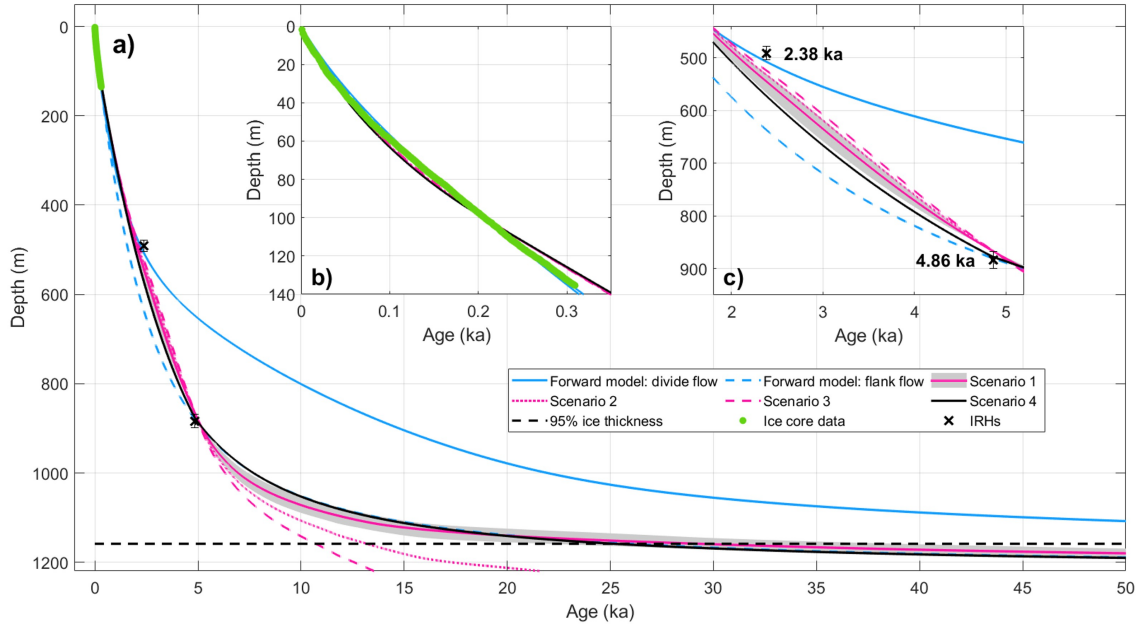 a)
Depth (m)
0
200
400
600
800
1000
1200
0
5
10
15
20
25
30
35
40
45
50
Age (ka)
b)
Depth (m)
0
20
40
60
80
100
120
140
0
0.1
0.2
0.3
Age (ka)
c)
Depth (m)
500
600
700
800
900
2
3
4
5
Age (ka)
2.38 ka
4.86 ka
Forward model: divide flow
Forward model: flank flow
Scenario 1
Scenario 2
Scenario 3
Scenario 4
95% ice thickness
Ice core data
IRHs